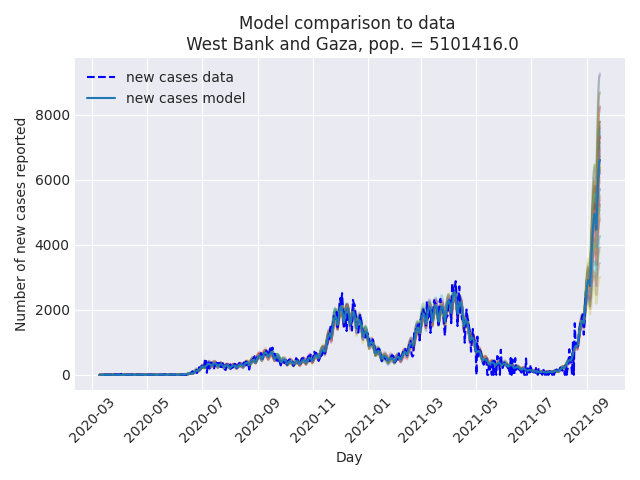 Model comparison to data
West Bank and Gaza, pop. = 5101416.0
new cases data
new cases model
Number of new cases reported
8000
6000
4000
2000
0
2020-03
2020-05
2020-07
2020-09
2020-11
2021-01
2021-03
2021-05
2021-07
2021-09
Day